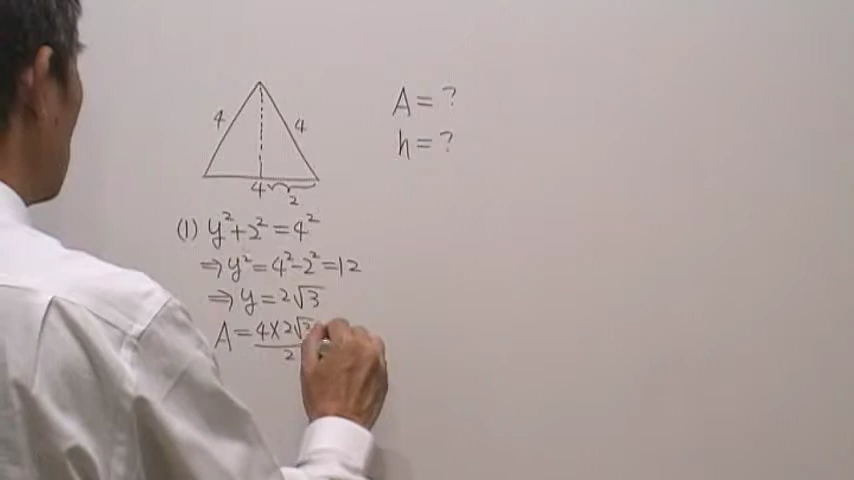 4 4
4 2
A = ?
h = ?
(1) y² + 2² = 4²
⇒ y² = 4² - 2² = 12
⇒ y = 2√3
A = 4×2√3 / 2